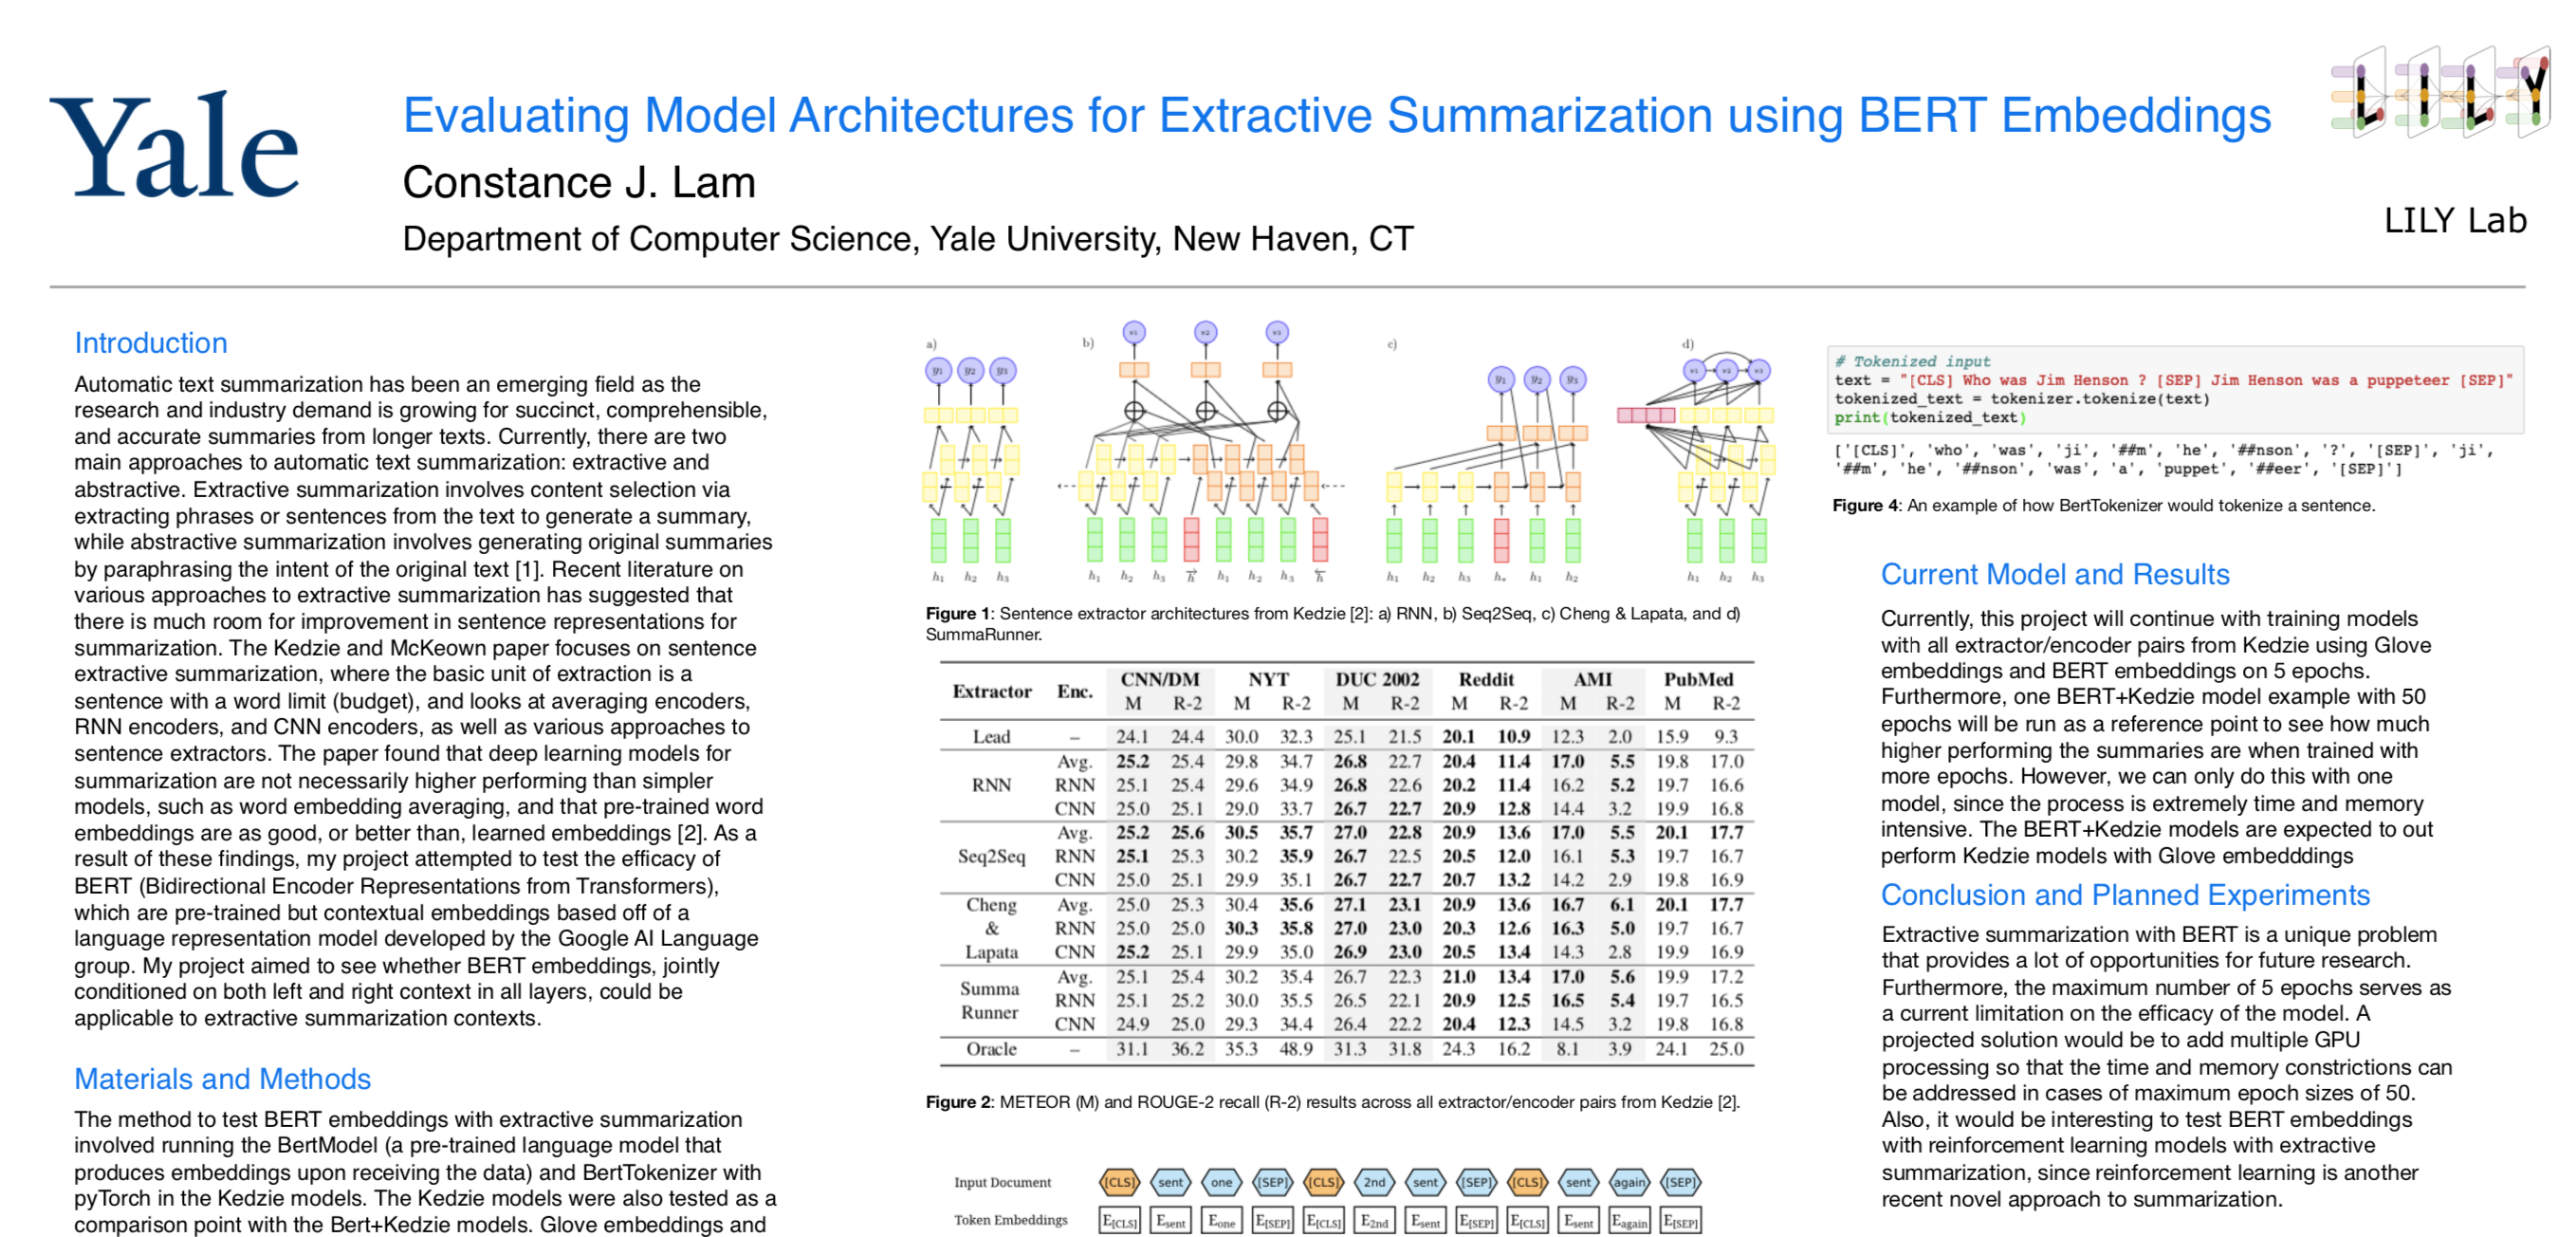 Yale
Evaluating Model Architectures for Extractive Summarization using BERT Embeddings
Constance J. Lam
Department of Computer Science, Yale University, New Haven, CT
LILY
LILY Lab
Introduction
Automatic text summarization has been an emerging field as the
research and industry demand is growing for succinct, comprehensible,
and accurate summaries from longer texts. Currently, there are two
main approaches to automatic text summarization: extractive and
abstractive. Extractive summarization involves content selection via
extracting phrases or sentences from the text to generate a summary,
while abstractive summarization involves generating original summaries
by paraphrasing the intent of the original text [1]. Recent literature on
various approaches to extractive summarization has suggested that
there is much room for improvement in sentence representations for
summarization. The Kedzie and McKeown paper focuses on sentence
extractive summarization, where the basic unit of extraction is a
sentence with a word limit (budget), and looks at averaging encoders,
RNN encoders, and CNN encoders, as well as various approaches to
sentence extractors. The paper found that deep learning models for
summarization are not necessarily higher performing than simpler
models, such as word embedding averaging, and that pre-trained word
embeddings are as good, or better than, learned embeddings [2]. As a
result of these findings, my project attempted to test the efficacy of
BERT (Bidirectional Encoder Representations from Transformers),
which are pre-trained but contextual embeddings based off of a
language representation model developed by the Google AI Language
group. My project aimed to see whether BERT embeddings, jointly
conditioned on both left and right context in all layers, could be
applicable to extractive summarization contexts.
Materials and Methods
The method to test BERT embeddings with extractive summarization
involved running the BertModel (a pre-trained language model that
produces embeddings upon receiving the data) and BertTokenizer with
pyTorch in the Kedzie models. The Kedzie models were also tested as a
comparison point with the Bert+Kedzie models. Glove embeddings and
a) b) c) d)
y1 y2 y3 v1 v2 v3 y1 y2 y3 v1 v2 v3
h1 h2 h3 h h1 h2 h3 h h1 h2 h3 h* h1 h2 h1 h2 h3
Figure 1: Sentence extractor architectures from Kedzie [2]: a) RNN, b) Seq2Seq, c) Cheng & Lapata, and d)
SummaRunner.
Extractor Enc. CNN/DM NYT DUC 2002 Reddit AMI PubMed
M R-2 M R-2 M R-2 M R-2 M R-2 M R-2
Lead – 24.1 24.4 30.0 32.3 25.1 21.5 20.1 10.9 12.3 2.0 15.9 9.3
RNN Avg. 25.2 25.4 29.8 34.7 26.8 22.7 20.4 11.4 17.0 5.5 19.8 17.0
RNN 25.1 25.4 29.6 34.9 26.8 22.6 20.2 11.4 16.2 5.2 19.7 16.6
CNN 25.0 25.1 29.0 33.7 26.7 22.7 20.9 12.8 14.4 3.2 19.9 16.8
Seq2Seq Avg. 25.2 25.6 30.5 35.7 27.0 22.8 20.9 13.6 17.0 5.5 20.1 17.7
RNN 25.1 25.3 30.2 35.9 26.7 22.5 20.5 12.0 16.1 5.3 19.7 16.7
CNN 25.0 25.1 29.9 35.1 26.7 22.7 20.7 13.2 14.2 2.9 19.8 16.9
Cheng Avg. 25.0 25.3 30.4 35.6 27.1 23.1 20.9 13.6 16.7 6.1 20.1 17.7
& RNN 25.0 25.0 30.3 35.8 27.0 23.0 20.3 12.6 16.3 5.0 19.7 16.7
Lapata CNN 25.2 25.1 29.9 35.0 26.9 23.0 20.5 13.4 14.3 2.8 19.9 16.9
Summa Avg. 25.1 25.4 30.2 35.4 26.7 22.3 21.0 13.4 17.0 5.6 19.9 17.2
Runner RNN 25.1 25.2 30.0 35.5 26.5 22.1 20.9 12.5 16.5 5.4 19.7 16.5
CNN 24.9 25.0 29.3 34.4 26.4 22.2 20.4 12.3 14.5 3.2 19.8 16.8
Oracle – 31.1 36.2 35.3 48.9 31.3 31.8 24.3 16.2 8.1 3.9 24.1 25.0
Figure 2: METEOR (M) and ROUGE-2 recall (R-2) results across all extractor/encoder pairs from Kedzie [2].
Input Document [CLS] sent one [SEP] [CLS] 2nd sent [SEP] [CLS] sent again [SEP]
Token Embeddings E[CLS] Esent Eone E[SEP] E[CLS] E2nd Esent E[SEP] E[CLS] Esent Eagain E[SEP]
# Tokenized input
text = "[CLS] Who was Jim Henson ? [SEP] Jim Henson was a puppeteer [SEP]"
tokenized_text = tokenizer.tokenize(text)
print(tokenized_text)
['[CLS]', 'who', 'was', 'ji', '##m', 'he', '##nson', '?', '[SEP]', 'ji',
'##m', 'he', '##nson', 'was', 'a', 'puppet', '##eer', '[SEP]']
Figure 4: An example of how BertTokenizer would tokenize a sentence.
Current Model and Results
Currently, this project will continue with training models
with all extractor/encoder pairs from Kedzie using Glove
embeddings and BERT embeddings on 5 epochs.
Furthermore, one BERT+Kedzie model example with 50
epochs will be run as a reference point to see how much
higher performing the summaries are when trained with
more epochs. However, we can only do this with one
model, since the process is extremely time and memory
intensive. The BERT+Kedzie models are expected to out
perform Kedzie models with Glove embedddings
Conclusion and Planned Experiments
Extractive summarization with BERT is a unique problem
that provides a lot of opportunities for future research.
Furthermore, the maximum number of 5 epochs serves as
a current limitation on the efficacy of the model. A
projected solution would be to add multiple GPU
processing so that the time and memory constrictions can
be addressed in cases of maximum epoch sizes of 50.
Also, it would be interesting to test BERT embeddings
with reinforcement learning models with extractive
summarization, since reinforcement learning is another
recent novel approach to summarization.